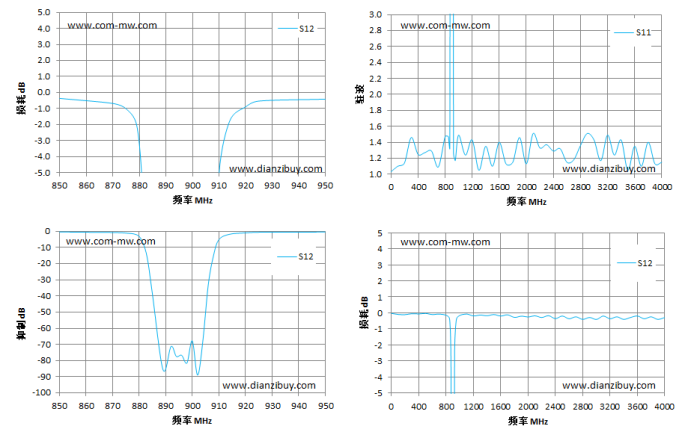 5.0
4.0
3.0
2.0
1.0
0.0
-1.0
-2.0
-3.0
-4.0
-5.0
损耗 dB
www.com-mw.com
S12
www.dianzibuy.com
850 860 870 880 890 900 910 920 930 940 950
频率 MHz
3.0
2.8
2.6
2.4
2.2
2.0
1.8
1.6
1.4
1.2
1.0
驻波
www.com-mw.com
S11
www.dianzibuy.com
0 400 800 1200 1600 2000 2400 2800 3200 3600 4000
频率 MHz
0
-10
-20
-30
-40
-50
-60
-70
-80
-90
-100
抑制 dB
www.com-mw.com
S12
www.dianzibuy.com
850 860 870 880 890 900 910 920 930 940 950
频率 MHz
5
4
3
2
1
0
-1
-2
-3
-4
-5
损耗 dB
www.com-mw.com
S12
www.dianzibuy.com
0 400 800 1200 1600 2000 2400 2800 3200 3600 4000
频率 MHz